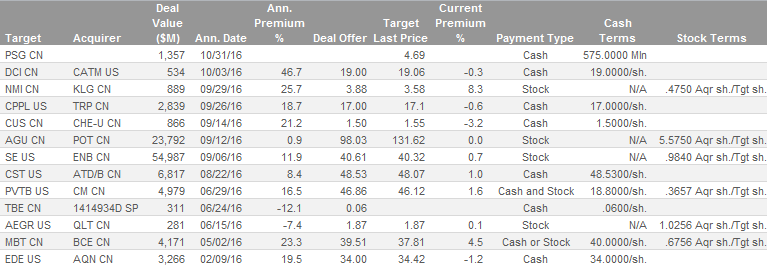 Deal Ann. Target Current
Value Premium Premium Cash
Target Acquirer ($M) Ann. Date % Deal Offer Last Price % Payment Type Terms Stock Terms
PSG CN 1,357 10/31/16 4.69 Cash 575.0000 Mln
DCI CN CATM US 534 10/03/16 46.7 19.00 19.06 -0.3 Cash 19.0000/sh.
NMI CN KLG CN 889 09/29/16 25.7 3.88 3.58 8.3 Stock N/A .4750 Aqr sh./Tgt sh.
CPPL US TRP CN 2,839 09/26/16 18.7 17.00 17.1 -0.6 Cash 17.0000/sh.
CUS CN CHE-U CN 866 09/14/16 21.2 1.50 1.55 -3.2 Cash 1.5000/sh.
AGU CN POT CN 23,792 09/12/16 0.9 98.03 131.62 0.0 Stock N/A 5.5750 Aqr sh./Tgt sh.
SE US ENB CN 54,987 09/06/16 11.9 40.61 40.32 0.7 Stock N/A .9840 Aqr sh./Tgt sh.
CST US ATD/B CN 6,817 08/22/16 8.4 48.53 48.07 1.0 Cash 48.5300/sh.
PVTB US CM CN 4,979 06/29/16 16.5 46.86 46.12 1.6 Cash and Stock 18.8000/sh. .3657 Aqr sh./Tgt sh.
TBE CN 1414934D SP 311 06/24/16 -12.1 0.06 Cash .0600/sh.
AEGR US QLT CN 281 06/15/16 -7.4 1.87 1.87 0.1 Stock N/A 1.0256 Aqr sh./Tgt sh.
MBT CN BCE CN 4,171 05/02/16 23.3 39.51 37.81 4.5 Cash or Stock 40.0000/sh. .6756 Aqr sh./Tgt sh.
EDE US AQN CN 3,266 02/09/16 19.5 34.00 34.42 -1.2 Cash 34.0000/sh.